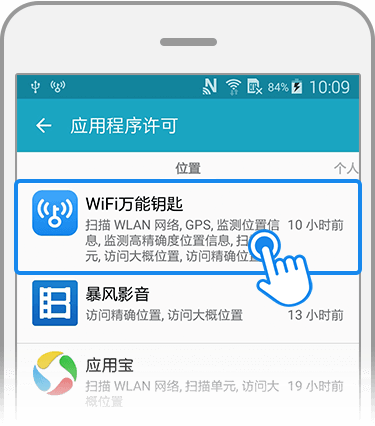 84% 10:09
应用程序许可
位置 个人
WiFi万能钥匙
扫描 WLAN 网络, GPS, 监测位置信 10 小时前
息, 监测高精确度位置信息, 扫
元, 访问大概位置, 访问精确位
暴风影音
访问精确位置, 访问大概位置 13 小时前
应用宝
扫描 WLAN 网络, 扫描单元, 访问大 19 小时前
概位置